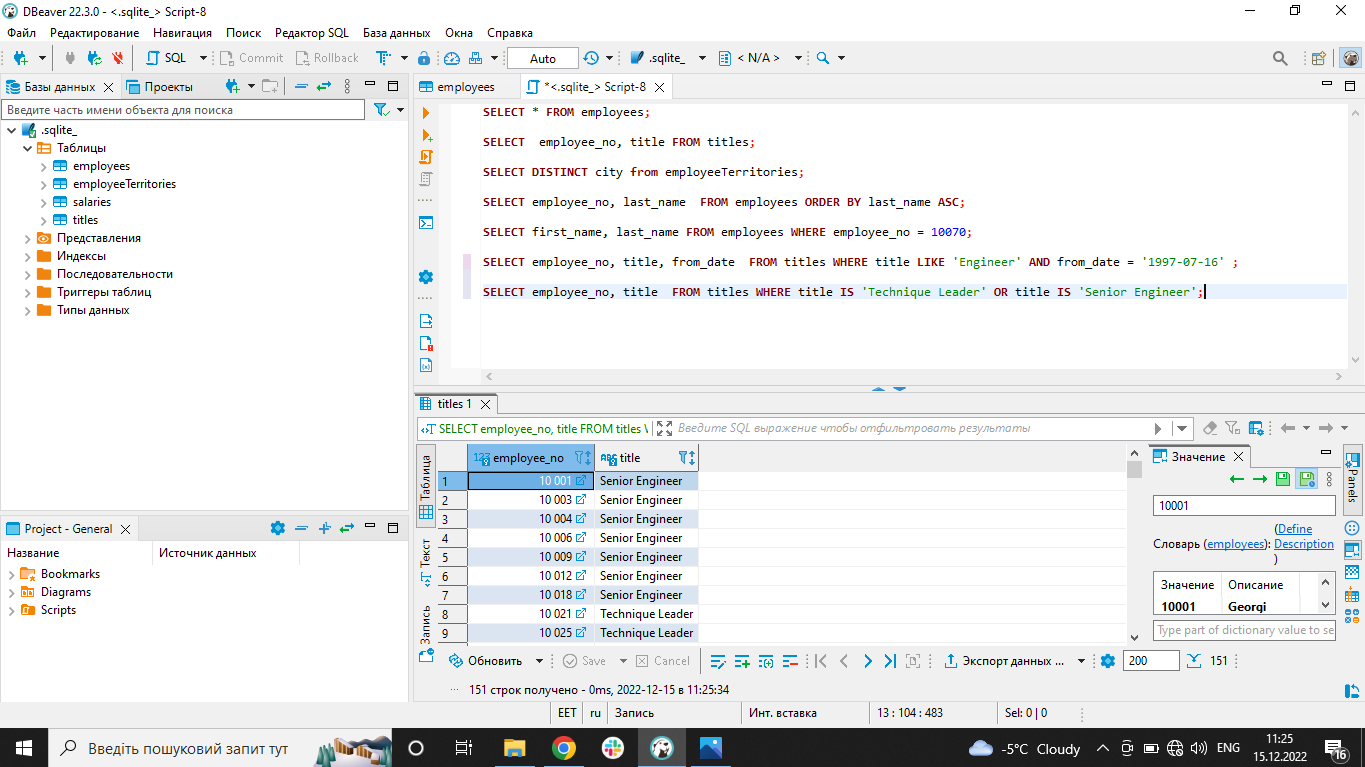 DBeaver 22.3.0 - <.sqlite_> Script-8
Файл Редактирование Навигация Поиск Редактор SQL База данных Окна Справка
SQL Commit Rollback Auto .sqlite_ < N/A >
Базы данных Проекты
Введите часть имени объекта для поиска
.sqlite_
Таблицы
employees
employeeTerritories
salaries
titles
Представления
Индексы
Последовательности
Триггеры таблиц
Типы данных
Project - General
Название Источник данных
Bookmarks
Diagrams
Scripts
employees *<.sqlite_> Script-8
SELECT * FROM employees;
SELECT employee_no, title FROM titles;
SELECT DISTINCT city from employeeTerritories;
SELECT employee_no, last_name FROM employees ORDER BY last_name ASC;
SELECT first_name, last_name FROM employees WHERE employee_no = 10070;
SELECT employee_no, title, from_date FROM titles WHERE title LIKE 'Engineer' AND from_date = '1997-07-16' ;
SELECT employee_no, title FROM titles WHERE title IS 'Technique Leader' OR title IS 'Senior Engineer';
titles 1
SELECT employee_no, title FROM titles Введите SQL выражение чтобы отфильтровать результаты
Таблица
Текст
Запись
123 employee_no ABC title
1 10 001 Senior Engineer
2 10 003 Senior Engineer
3 10 004 Senior Engineer
4 10 006 Senior Engineer
5 10 009 Senior Engineer
6 10 012 Senior Engineer
7 10 018 Senior Engineer
8 10 021 Technique Leader
9 10 025 Technique Leader
Значение
Panels
10001
Словарь (employees): (Define
Description
)
Значение Описание
10001 Georgi
Type part of dictionary value to se
Обновить Save Cancel Экспорт данных ... 200 151
151 строк получено - 0ms, 2022-12-15 в 11:25:34
EET ru Запись Инт. вставка 13 : 104 : 483 Sel: 0 | 0
Введіть пошуковий запит тут
-5°C Cloudy ENG
11:25
15.12.2022
16